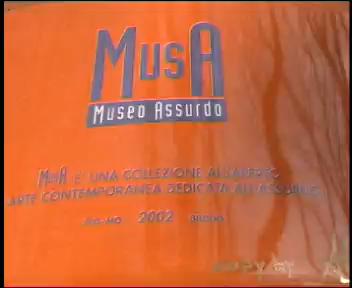 MusA
Museo Assurdo
MusA E' UNA COLLEZIONE ALL'APERTO
ARTE CONTEMPORANEA DEDICATA ALL'ASSURDO
2002